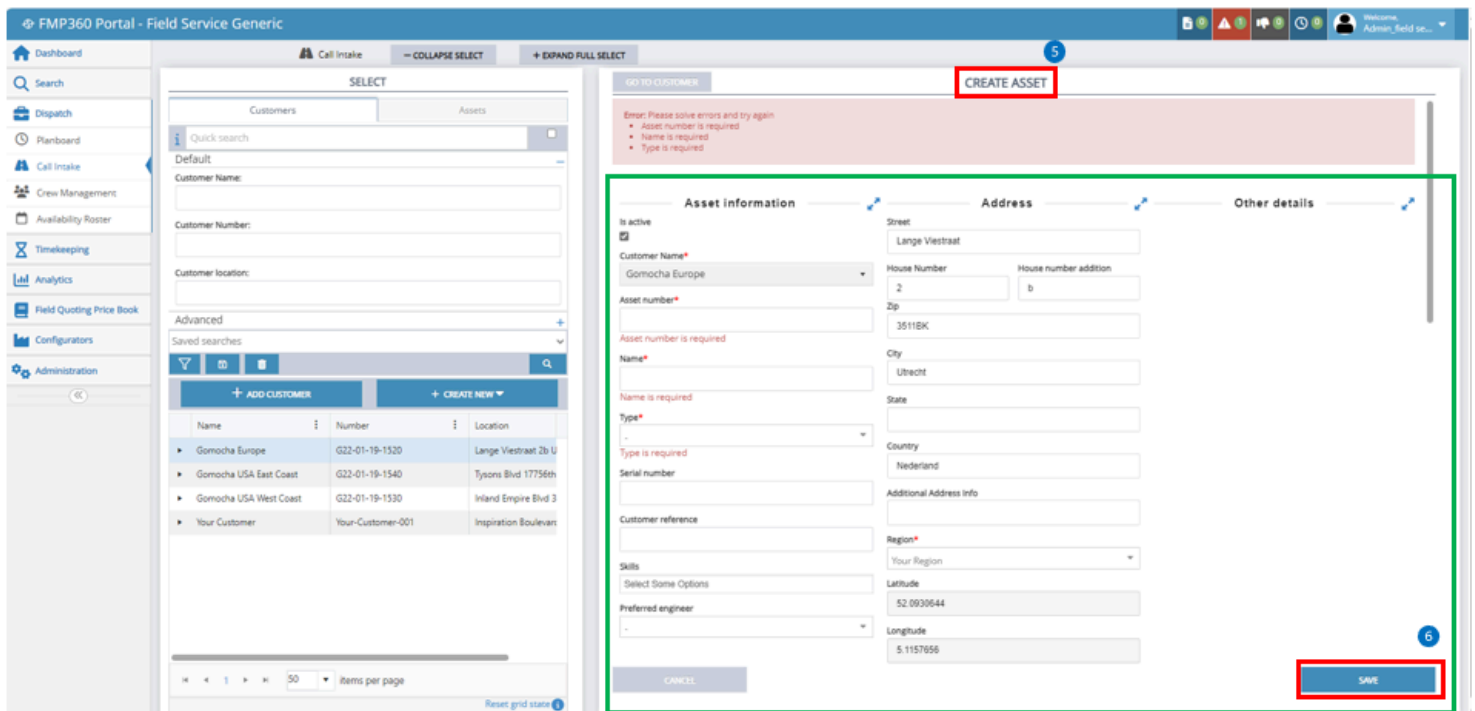 FMP360 Portal - Field Service Generic
0 1 0 0
Welcome,
Admin_field se...
Dashboard
Search
Dispatch
Planboard
Call Intake
Crew Management
Availability Roster
Timekeeping
Analytics
Field Quoting Price Book
Configurators
Administration
Call Intake
— COLLAPSE SELECT
+ EXPAND FULL SELECT
SELECT
Customers
Assets
Quick search
Default
Customer Name:
Customer Number:
Customer location:
Advanced
Saved searches
+ ADD CUSTOMER
+ CREATE NEW
Name Number Location
Gomocha Europe G22-01-19-1520 Lange Viestraat 2b U
Gomocha USA East Coast G22-01-19-1540 Tysons Blvd 17756th
Gomocha USA West Coast G22-01-19-1530 Inland Empire Blvd 3
Your Customer Your-Customer-001 Inspiration Boulevar
1
50 items per page
Reset grid state
5
GO TO CUSTOMER
CREATE ASSET
Error: Please solve errors and try again
• Asset number is required
• Name is required
• Type is required
Asset information
Is active
Customer Name*
Gomocha Europe
Asset number*
Asset number is required
Name*
Name is required
Type*
-
Type is required
Serial number
Customer reference
Skills
Select Some Options
Preferred engineer
-
Address
Street
Lange Viestraat
House Number House number addition
2 b
Zip
3511BK
City
Utrecht
State
Country
Nederland
Additional Address Info
Region*
Your Region
Latitude
52.0930644
Longitude
5.1157656
Other details
6
CANCEL
SAVE